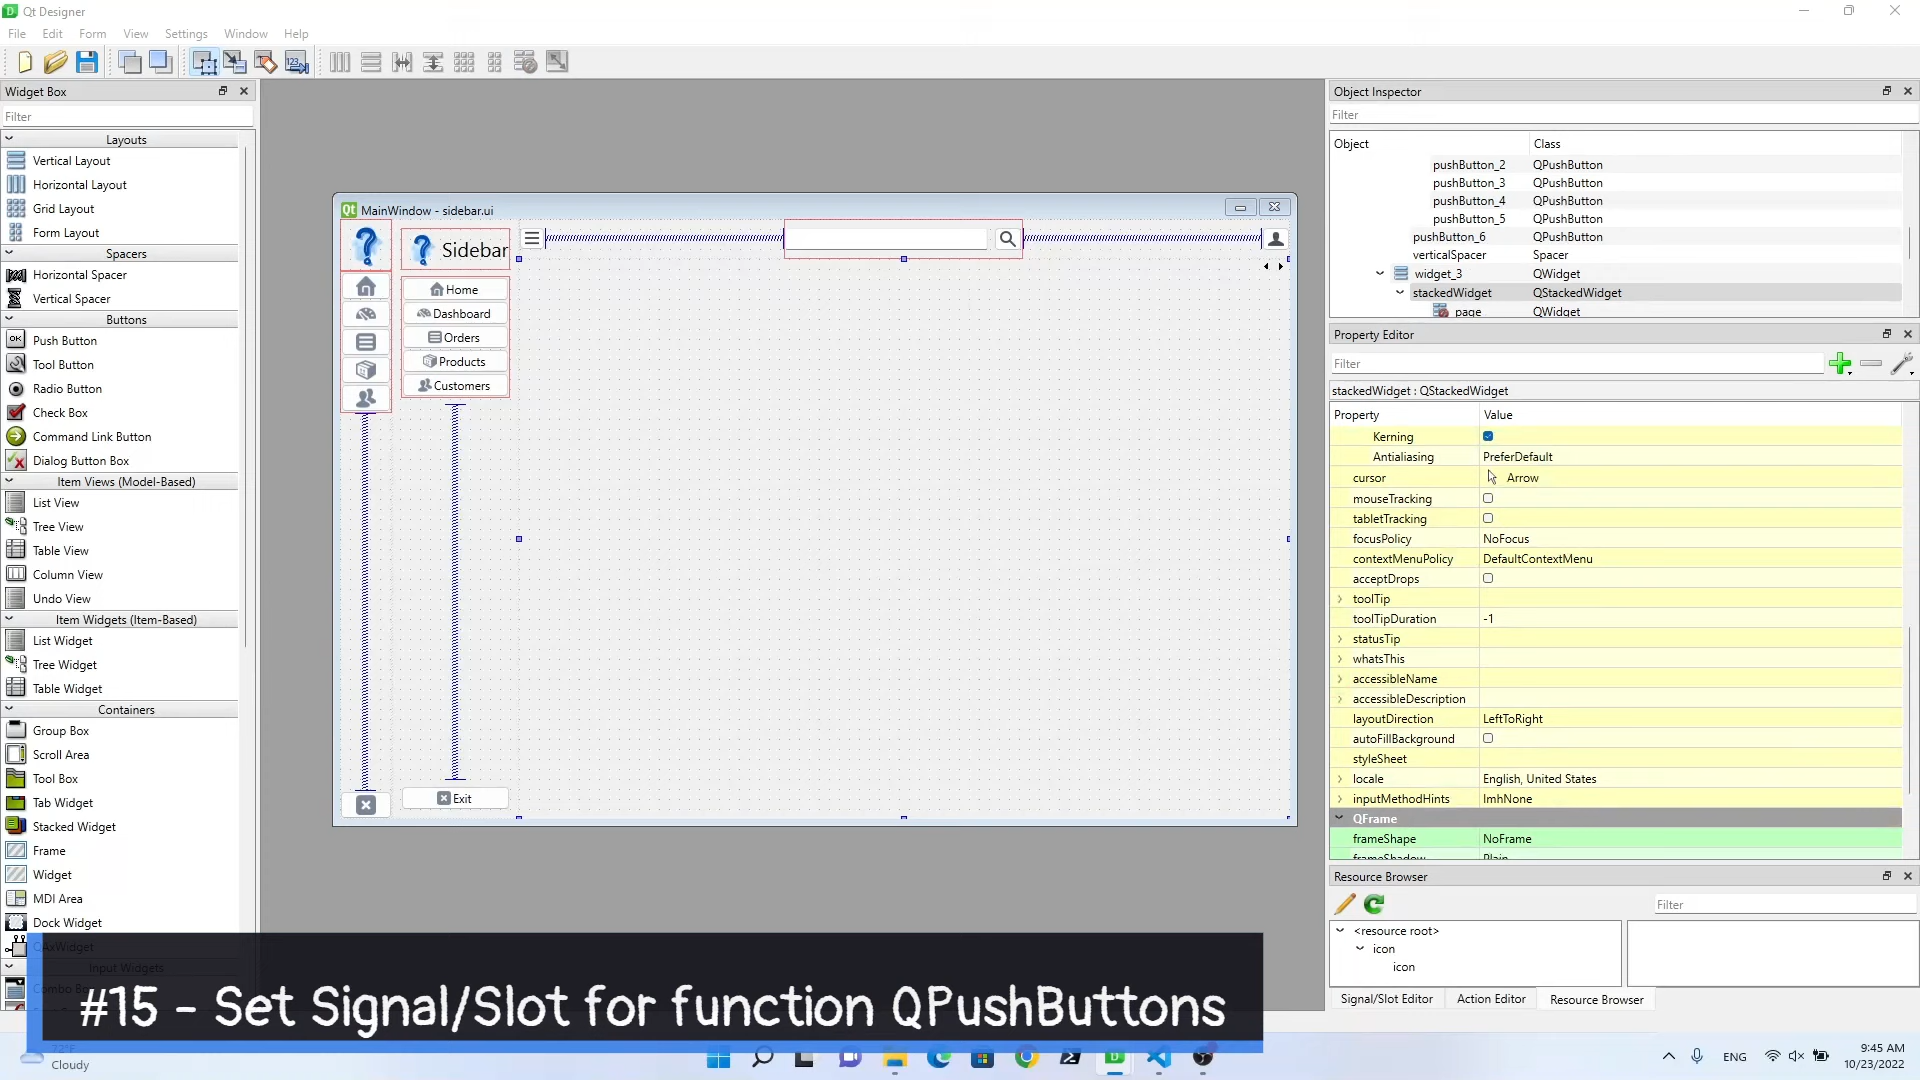 Qt Designer
File Edit Form View Settings Window Help
Widget Box
Filter
Layouts
Vertical Layout
Horizontal Layout
Grid Layout
Form Layout
Spacers
Horizontal Spacer
Vertical Spacer
Buttons
Push Button
Tool Button
Radio Button
Check Box
Command Link Button
Dialog Button Box
Item Views (Model-Based)
List View
Tree View
Table View
Column View
Undo View
Item Widgets (Item-Based)
List Widget
Tree Widget
Table Widget
Containers
Group Box
Scroll Area
Tool Box
Tab Widget
Stacked Widget
Frame
Widget
MDI Area
Dock Widget
QAxWidget
Input Widgets
MainWindow - sidebar.ui
Sidebar
Home
Dashboard
Orders
Products
Customers
Exit
Object Inspector
Filter
Object Class
pushButton_2 QPushButton
pushButton_3 QPushButton
pushButton_4 QPushButton
pushButton_5 QPushButton
pushButton_6 QPushButton
verticalSpacer Spacer
widget_3 QWidget
stackedWidget QStackedWidget
page QWidget
Property Editor
Filter
stackedWidget : QStackedWidget
Property Value
Kerning
Antialiasing PreferDefault
cursor Arrow
mouseTracking
tabletTracking
focusPolicy NoFocus
contextMenuPolicy DefaultContextMenu
acceptDrops
toolTip
toolTipDuration -1
statusTip
whatsThis
accessibleName
accessibleDescription
layoutDirection LeftToRight
autoFillBackground
styleSheet
locale English, United States
inputMethodHints ImhNone
QFrame
frameShape NoFrame
frameShadow Plain
Resource Browser
Filter
<resource root>
icon
icon
Signal/Slot Editor Action Editor Resource Browser
#15 - Set Signal/Slot for function QPushButtons
72°F
Cloudy
ENG
9:45 AM
10/23/2022